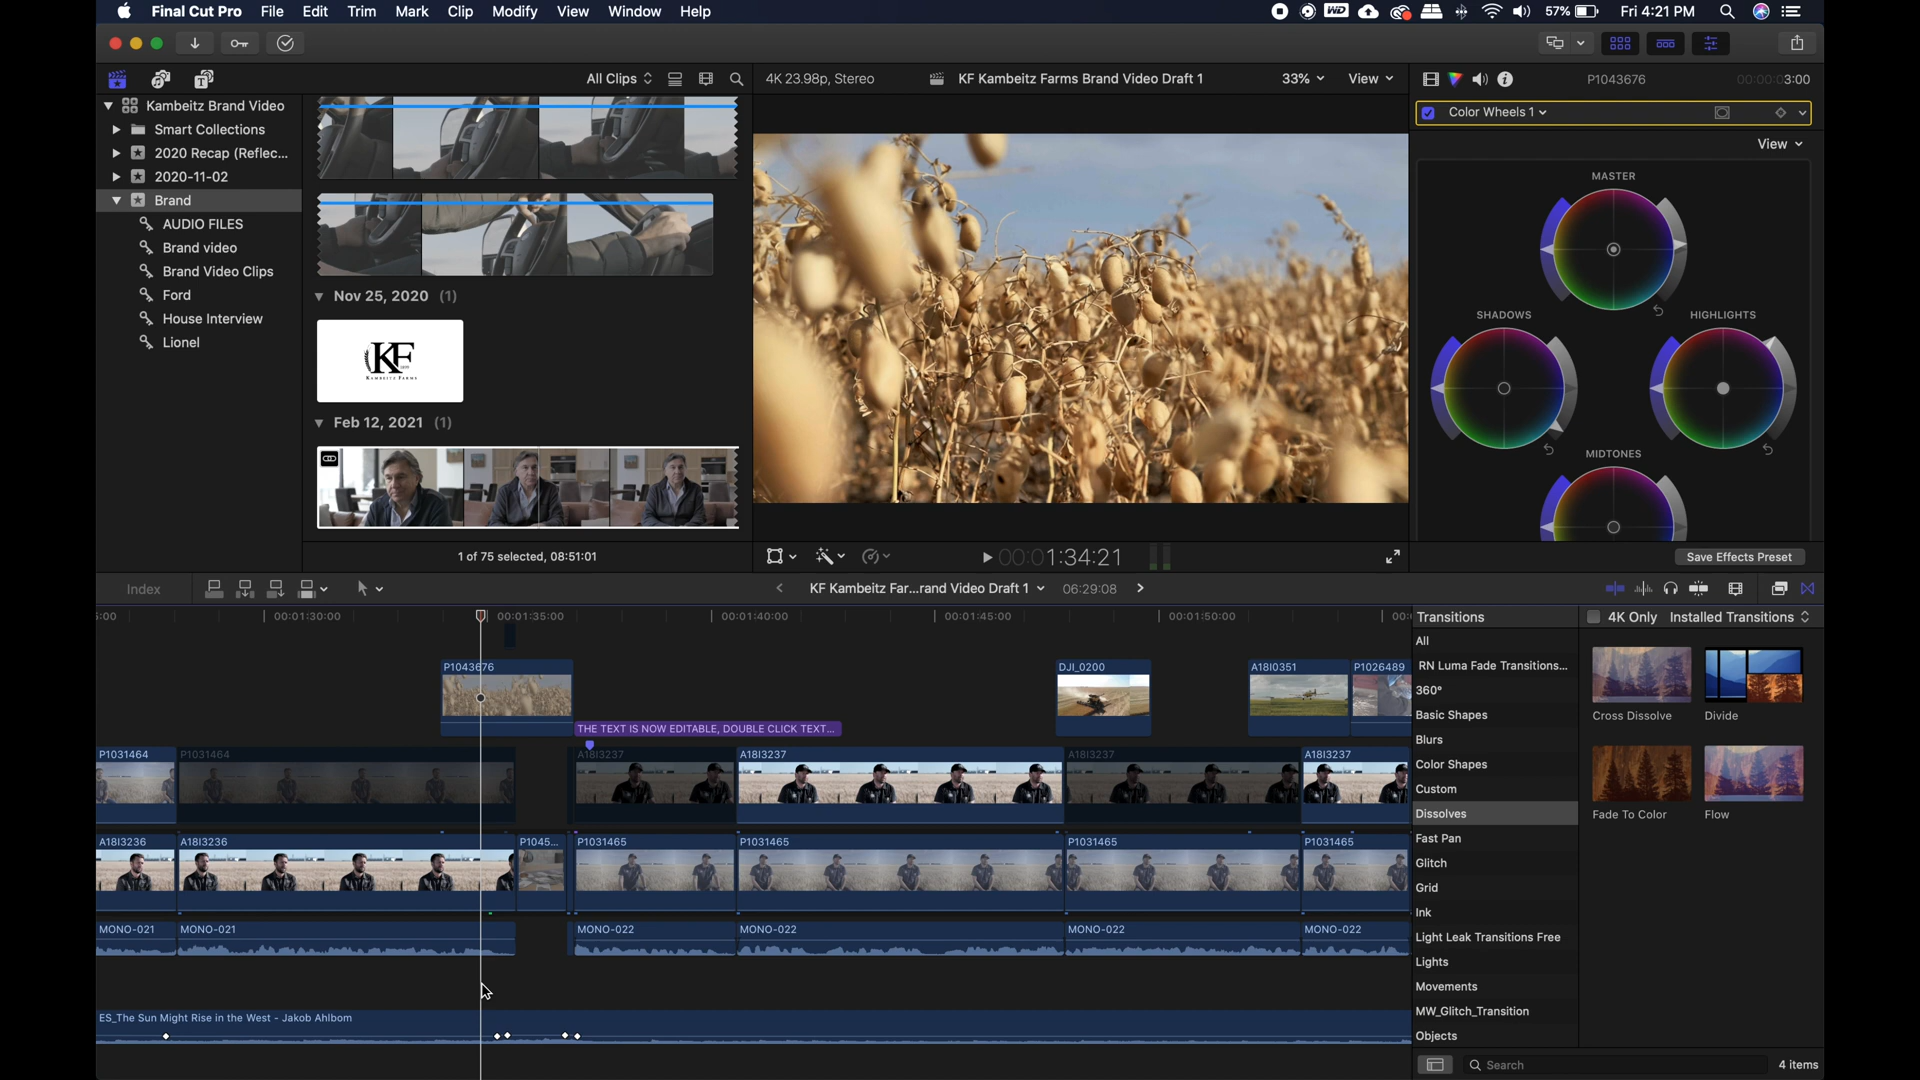 Final Cut Pro File Edit Trim Mark Clip Modify View Window Help
WD 57% Fri 4:21 PM
All Clips 4K 23.98p, Stereo KF Kambeitz Farms Brand Video Draft 1 33% View P1043676 00:00:03:00
Kambeitz Brand Video
Smart Collections
2020 Recap (Reflec...
2020-11-02
Brand
AUDIO FILES
Brand video
Brand Video Clips
Ford
House Interview
Lionel
Nov 25, 2020 (1)
KF
KAMBEITZ FARMS
Feb 12, 2021 (1)
1 of 75 selected, 08:51:01
00:00:1:34:21
Color Wheels 1
View
MASTER
SHADOWS
HIGHLIGHTS
MIDTONES
Save Effects Preset
Index
KF Kambeitz Far...rand Video Draft 1 06:29:08
:00 00:01:30:00 00:01:35:00 00:01:40:00 00:01:45:00 00:01:50:00 00:
P1043676 DJI_0200 A18I0351 P1026489
THE TEXT IS NOW EDITABLE, DOUBLE CLICK TEXT...
P1031464 P1031464 A18I3237 A18I3237 A18I3237 A18I3237
A18I3236 A18I3236 P1045... P1031465 P1031465 P1031465 P1031465
MONO-021 MONO-021 MONO-022 MONO-022 MONO-022 MONO-022
ES_The Sun Might Rise in the West - Jakob Ahlbom
Transitions
4K Only Installed Transitions
All
RN Luma Fade Transitions...
360°
Basic Shapes
Blurs
Color Shapes
Custom
Dissolves
Fast Pan
Glitch
Grid
Ink
Light Leak Transitions Free
Lights
Movements
MW_Glitch_Transition
Objects
Cross Dissolve
Divide
Fade To Color
Flow
Search
4 items